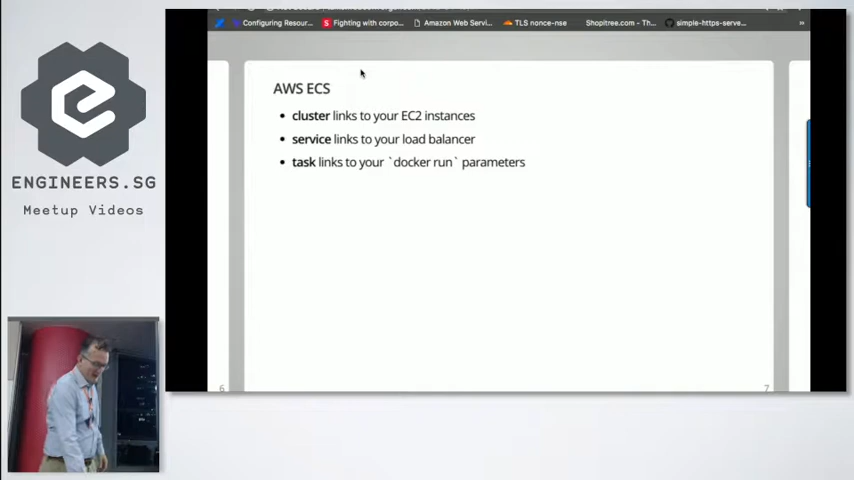 Configuring Resour...
Fighting with corpo...
Amazon Web Servi...
TLS nonce-nse
Shopitree.com - Th...
simple-https-serve...
»
AWS ECS
• cluster links to your EC2 instances
• service links to your load balancer
• task links to your `docker run` parameters
6
7
ENGINEERS.SG
Meetup Videos